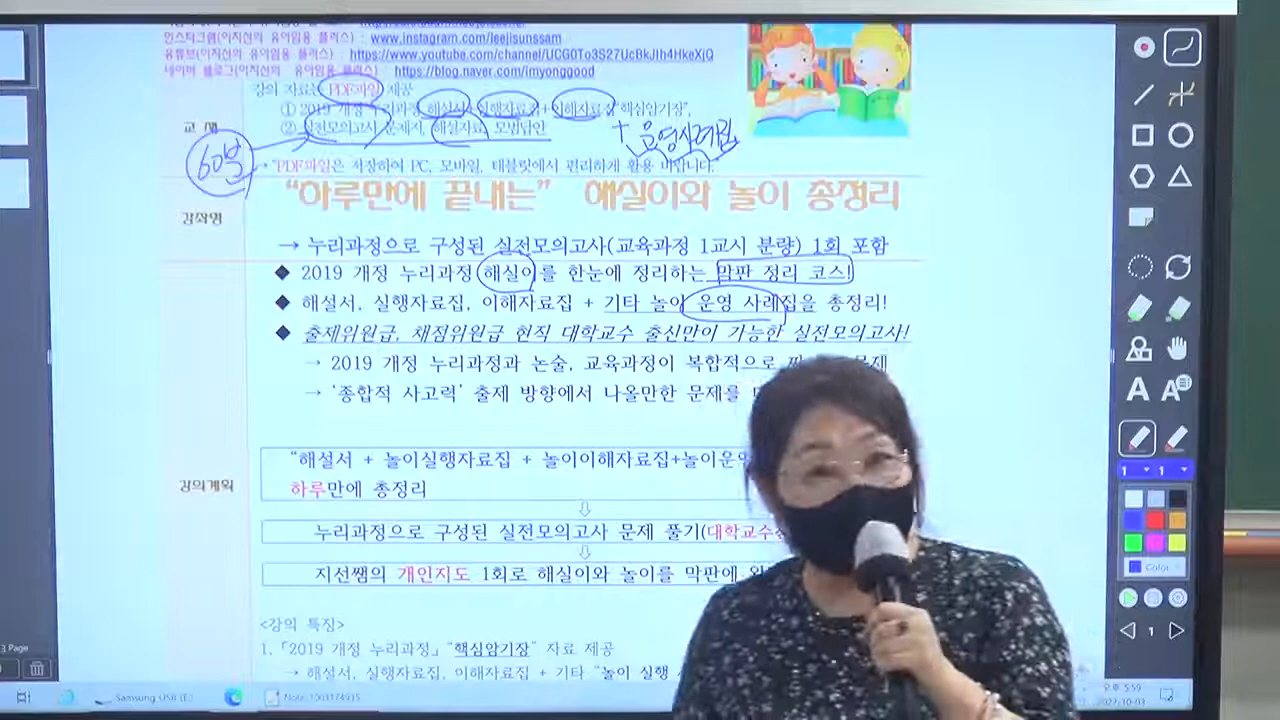 인스타그램(이지선의 유아임용 플러스) : www.instagram.com/leejisunssam
유튜브(이지선의 유아임용 플러스) : https://www.youtube.com/channel/UCG0To3S27UcBkJIh4HkeXjQ
네이버 블로그(이지선의 유아임용플러스) https://blog.naver.com/imyonggood
강의 자료는 PDF파일 제공
① 2019 개정 누리과정 해설서+실행자료집+이해자료집 "핵심암기장",
교 재
② 실전모의고사 문제지, 해설자료, 모범답안
+ 운영사례집
60분
"PDF파일은 저장하여 PC, 모바일, 태블릿에서 편리하게 활용 바랍니다.
강좌명
"하루만에 끝내는" 해실이와 놀이 총정리
→ 누리과정으로 구성된 실전모의고사(교육과정 1교시 분량) 1회 포함
◆ 2019 개정 누리과정 해실이를 한눈에 정리하는 막판 정리 코스!
◆ 해설서, 실행자료집, 이해자료집 + 기타 놀이 운영 사례집을 총정리!
◆ 출제위원급, 채점위원급 현직 대학교수 출신만이 가능한 실전모의고사!
→ 2019 개정 누리과정과 논술, 교육과정이 복합적으로
→ '종합적 사고력' 출제 방향에서 나올만한 문제를
강의계획
"해설서 + 놀이실행자료집 + 놀이이해자료집+놀이운영
하루만에 총정리
⇩
누리과정으로 구성된 실전모의고사 문제 풀기(대학교수
⇩
지선쌤의 개인지도 1회로 해실이와 놀이를 막판에
<강의 특징>
1.「2019 개정 누리과정」 "핵심암기장" 자료 제공
→ 해설서, 실행자료집, 이해자료집 + 기타 "놀이 실행
A A
1 1
Color
1
3 Page
Samsung USB (E:)
Note 1003174935
오후 5:59
2022-10-03